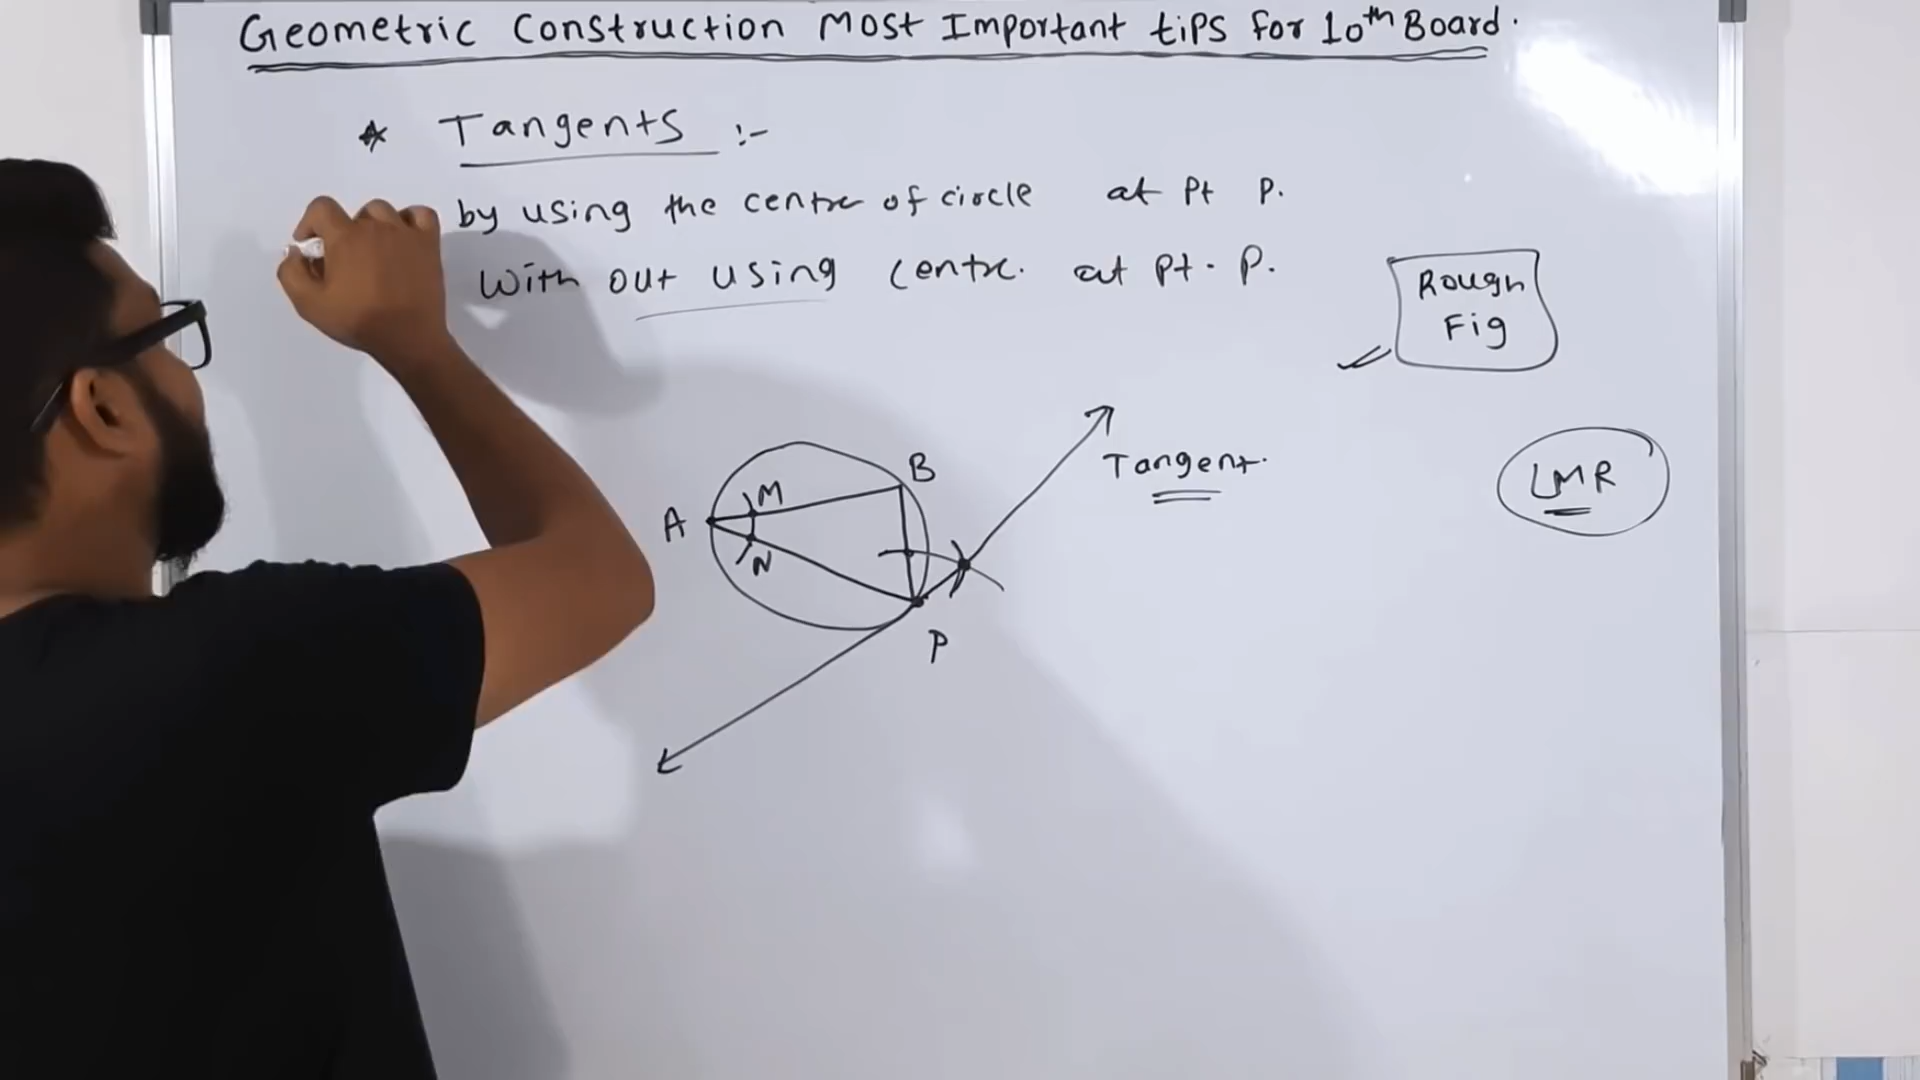 Geometric Construction Most Important tips for 10th Board.
* Tangents :-
by using the centre of circle at Pt P.
With out using centre. at Pt. P.
Rough
Fig
Tangent.
LMR
B
M
A
N
P